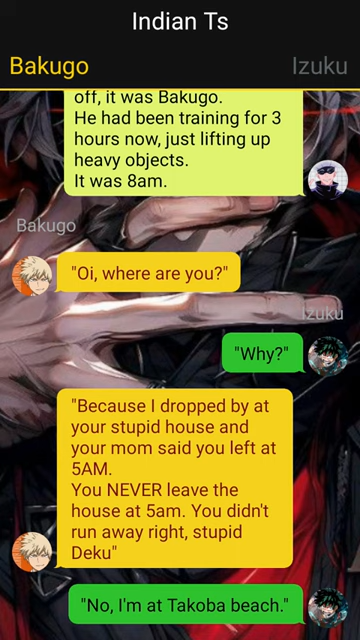 Indian Ts
Bakugo
Izuku
off, it was Bakugo.
He had been training for 3
hours now, just lifting up
heavy objects.
It was 8am.
Bakugo
"Oi, where are you?"
Izuku
"Why?"
"Because I dropped by at
your stupid house and
your mom said you left at
5AM.
You NEVER leave the
house at 5am. You didn't
run away right, stupid
Deku"
"No, I'm at Takoba beach."